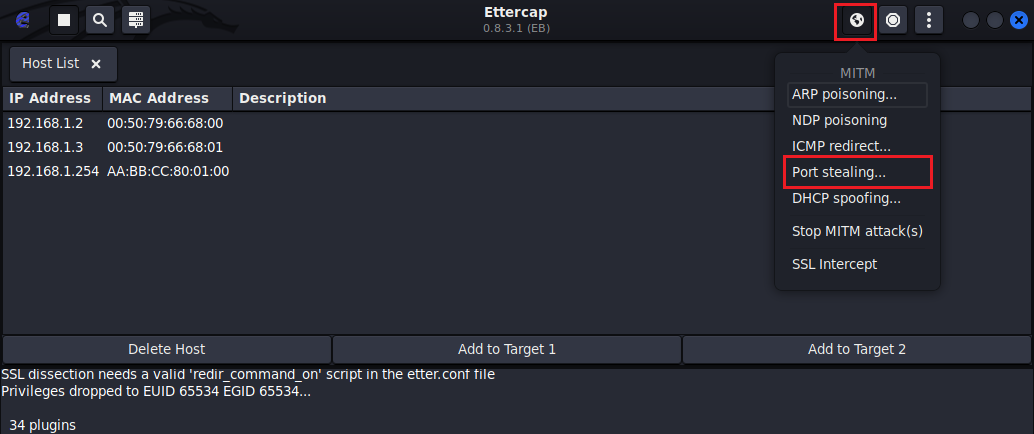 Ettercap
0.8.3.1 (EB)
Host List
IP Address MAC Address Description
192.168.1.2 00:50:79:66:68:00
192.168.1.3 00:50:79:66:68:01
192.168.1.254 AA:BB:CC:80:01:00
MITM
ARP poisoning...
NDP poisoning
ICMP redirect...
Port stealing...
DHCP spoofing...
Stop MITM attack(s)
SSL Intercept
Delete Host Add to Target 1 Add to Target 2
SSL dissection needs a valid 'redir_command_on' script in the etter.conf file
Privileges dropped to EUID 65534 EGID 65534...
34 plugins